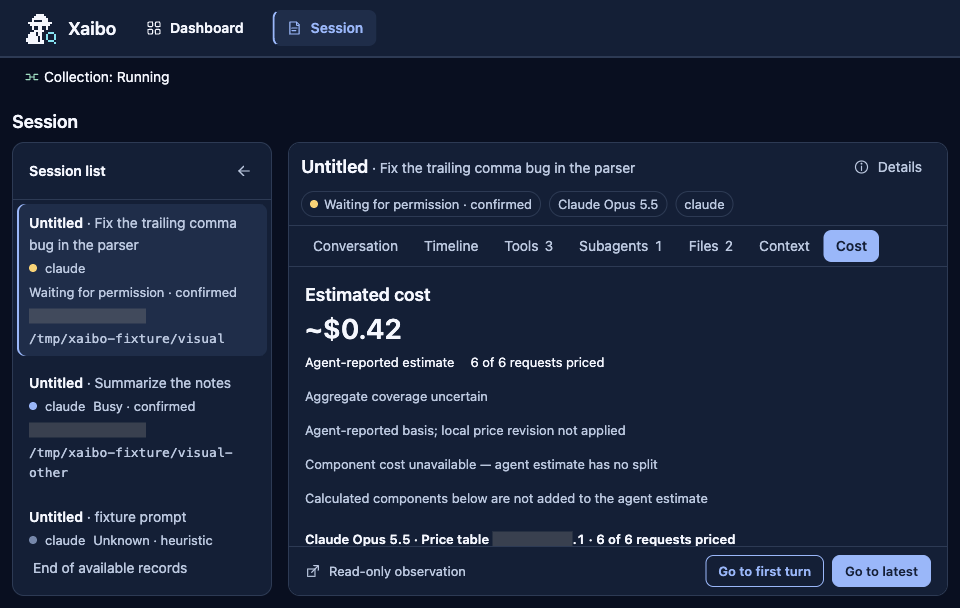 Xaibo
Dashboard
Session
Collection: Running
Session
Session list
Untitled · Fix the trailing comma
bug in the parser
claude
Waiting for permission · confirmed
/tmp/xaibo-fixture/visual
Untitled · Summarize the notes
claude Busy · confirmed
/tmp/xaibo-fixture/visual-
other
Untitled · fixture prompt
claude Unknown · heuristic
End of available records
Untitled · Fix the trailing comma bug in the parser
Details
Waiting for permission · confirmed
Claude Opus 5.5
claude
Conversation Timeline Tools 3 Subagents 1 Files 2 Context Cost
Estimated cost
~$0.42
Agent-reported estimate 6 of 6 requests priced
Aggregate coverage uncertain
Agent-reported basis; local price revision not applied
Component cost unavailable — agent estimate has no split
Calculated components below are not added to the agent estimate
Claude Opus 5.5 · Price table .1 · 6 of 6 requests priced
Read-only observation
Go to first turn
Go to latest